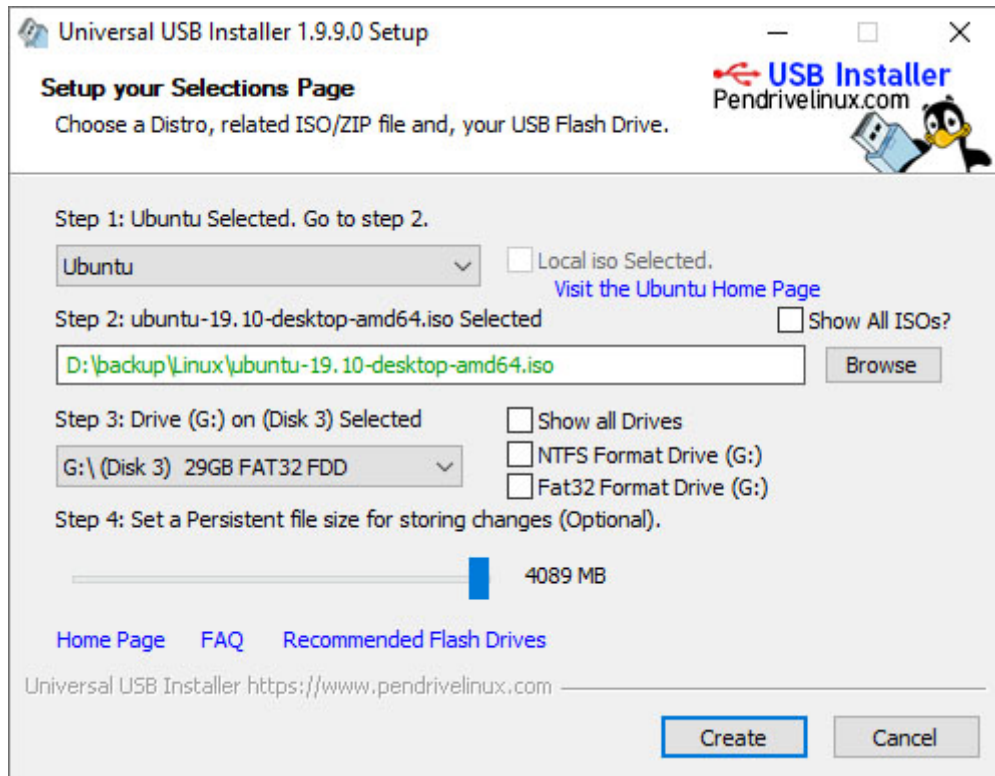 Universal USB Installer 1.9.9.0 Setup
Setup your Selections Page
Choose a Distro, related ISO/ZIP file and, your USB Flash Drive.
USB Installer
Pendrivelinux.com
Step 1: Ubuntu Selected. Go to step 2.
Ubuntu
Local iso Selected.
Visit the Ubuntu Home Page
Step 2: ubuntu-19.10-desktop-amd64.iso Selected
Show All ISOs?
D:\backup\Linux\ubuntu-19.10-desktop-amd64.iso
Browse
Step 3: Drive (G:) on (Disk 3) Selected
Show all Drives
G:\ (Disk 3) 29GB FAT32 FDD
NTFS Format Drive (G:)
Fat32 Format Drive (G:)
Step 4: Set a Persistent file size for storing changes (Optional).
4089 MB
Home Page FAQ Recommended Flash Drives
Universal USB Installer https://www.pendrivelinux.com
Create Cancel